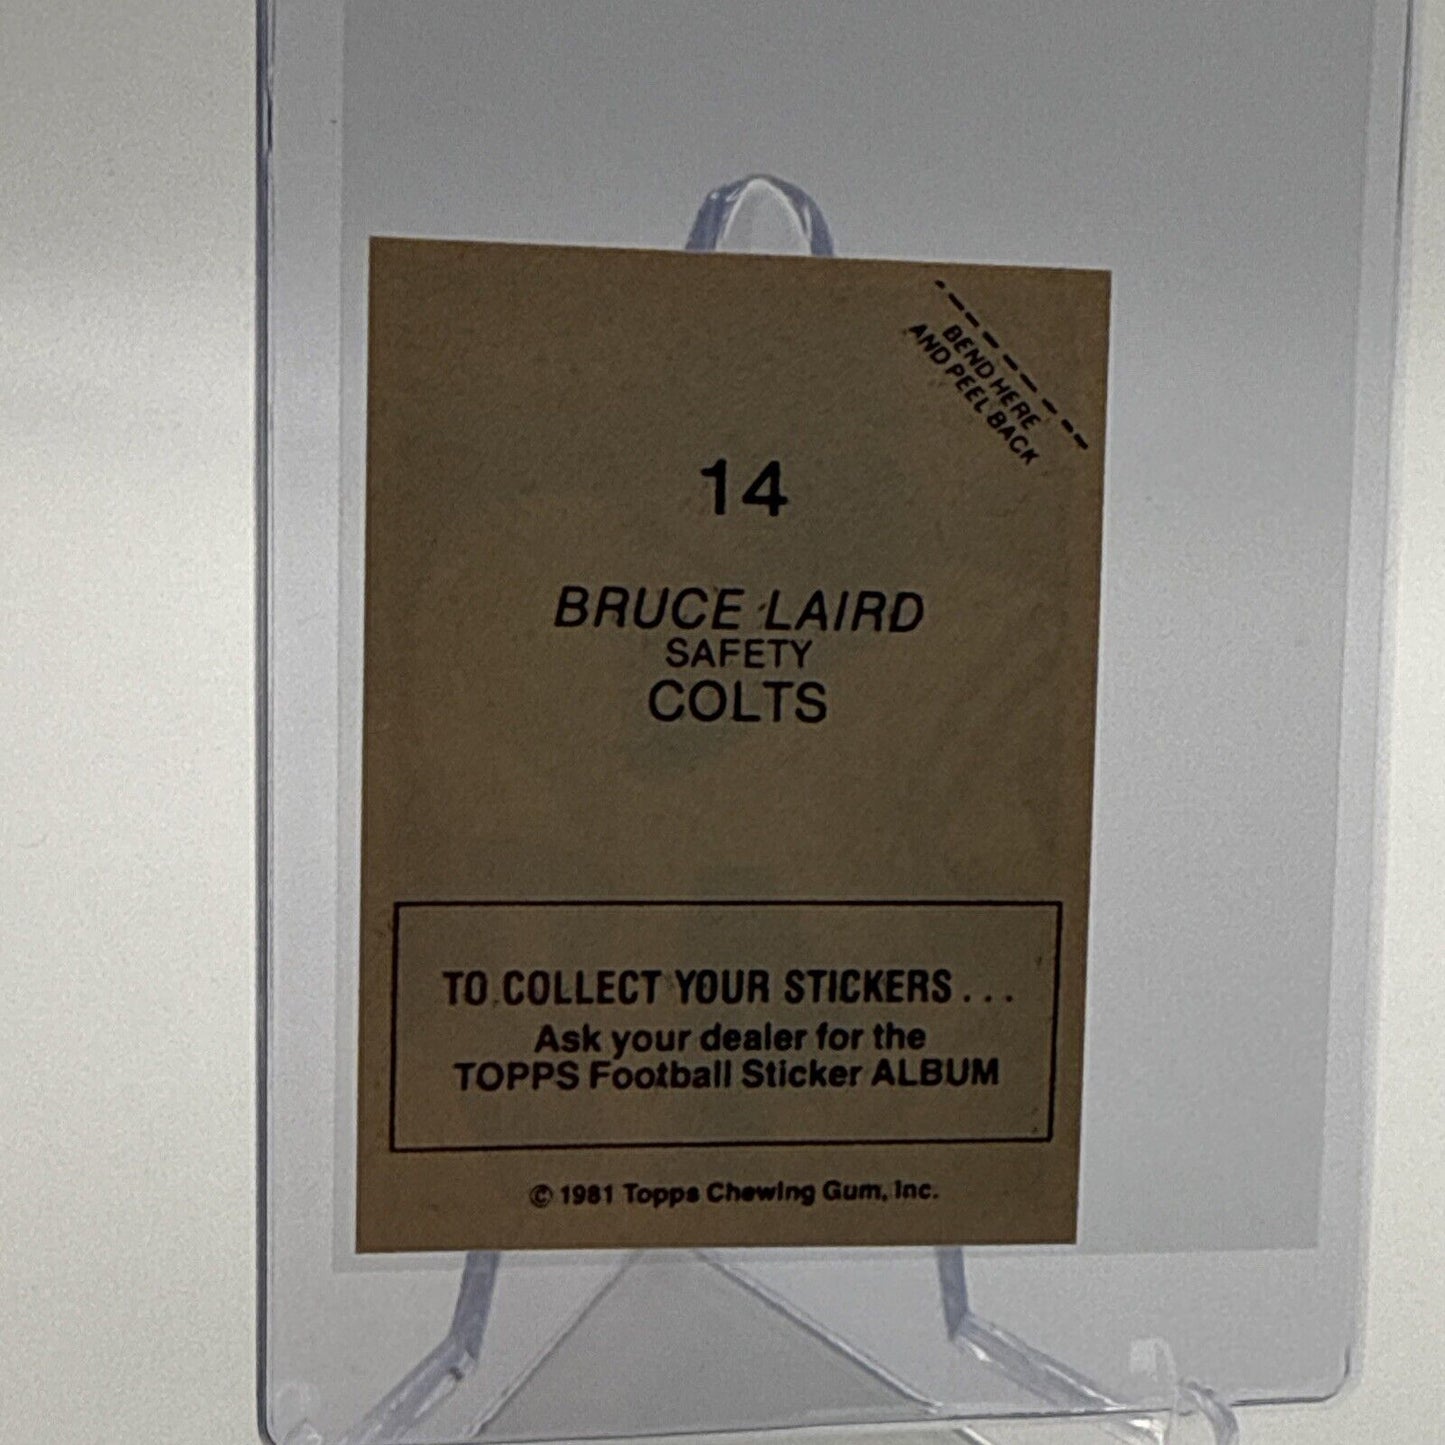 BEND HERE
AND PEEL BACK
14
BRUCE LAIRD
SAFETY
COLTS
TO COLLECT YOUR STICKERS...
Ask your dealer for the
TOPPS Football Sticker ALBUM
© 1981 Topps Chewing Gum, Inc.